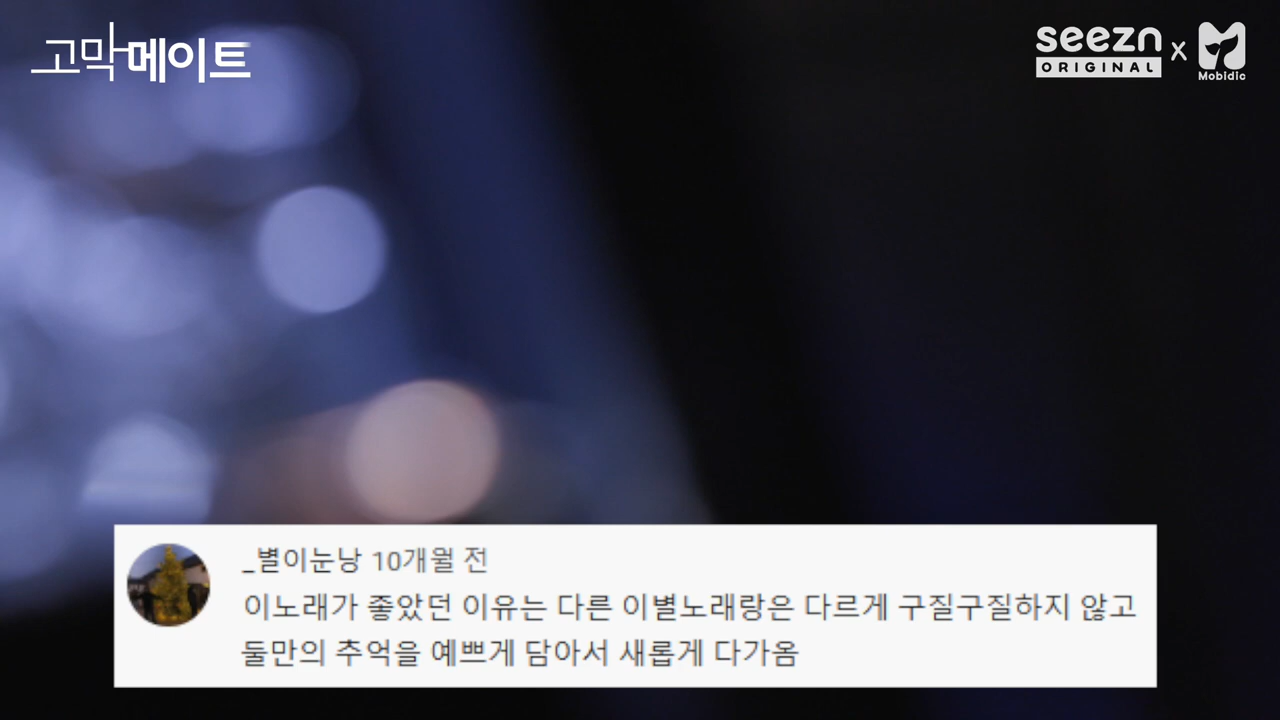 고막메이트
seezn
ORIGINAL
X
Mobidic
_별이눈낭 10개월 전
이노래가 좋았던 이유는 다른 이별노래랑은 다르게 구질구질하지 않고
둘만의 추억을 예쁘게 담아서 새롭게 다가옴